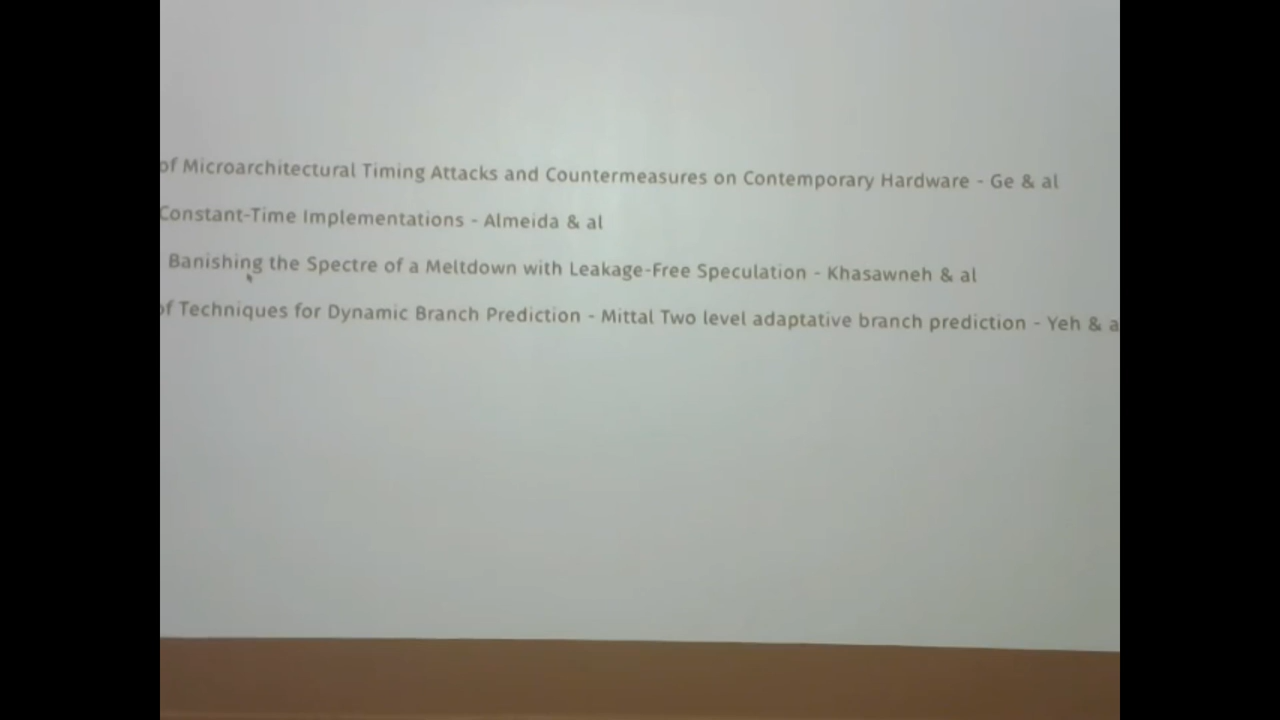 of Microarchitectural Timing Attacks and Countermeasures on Contemporary Hardware - Ge & al
Constant-Time Implementations - Almeida & al
Banishing the Spectre of a Meltdown with Leakage-Free Speculation - Khasawneh & al
of Techniques for Dynamic Branch Prediction - Mittal Two level adaptative branch prediction - Yeh & a